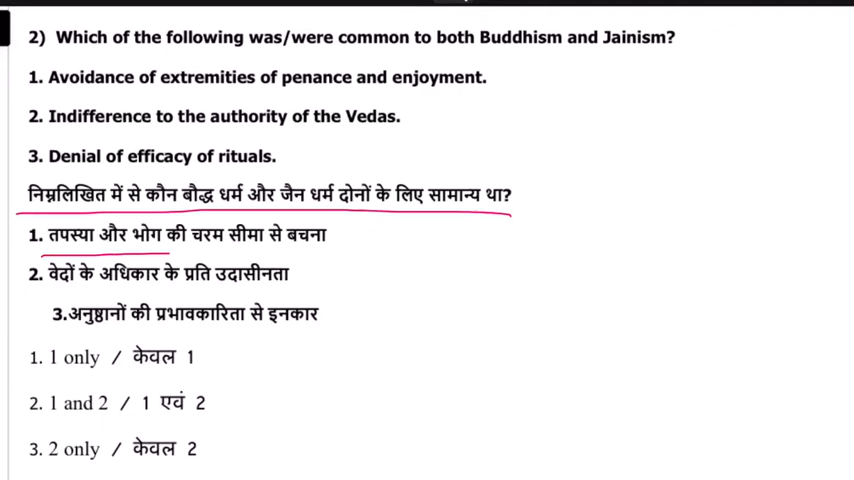 2) Which of the following was/were common to both Buddhism and Jainism?
1. Avoidance of extremities of penance and enjoyment.
2. Indifference to the authority of the Vedas.
3. Denial of efficacy of rituals.
निम्नलिखित में से कौन बौद्ध धर्म और जैन धर्म दोनों के लिए सामान्य था?
1. तपस्या और भोग की चरम सीमा से बचना
2. वेदों के अधिकार के प्रति उदासीनता
3.अनुष्ठानों की प्रभावकारिता से इनकार
1. 1 only / केवल 1
2. 1 and 2 / 1 एवं 2
3. 2 only / केवल 2